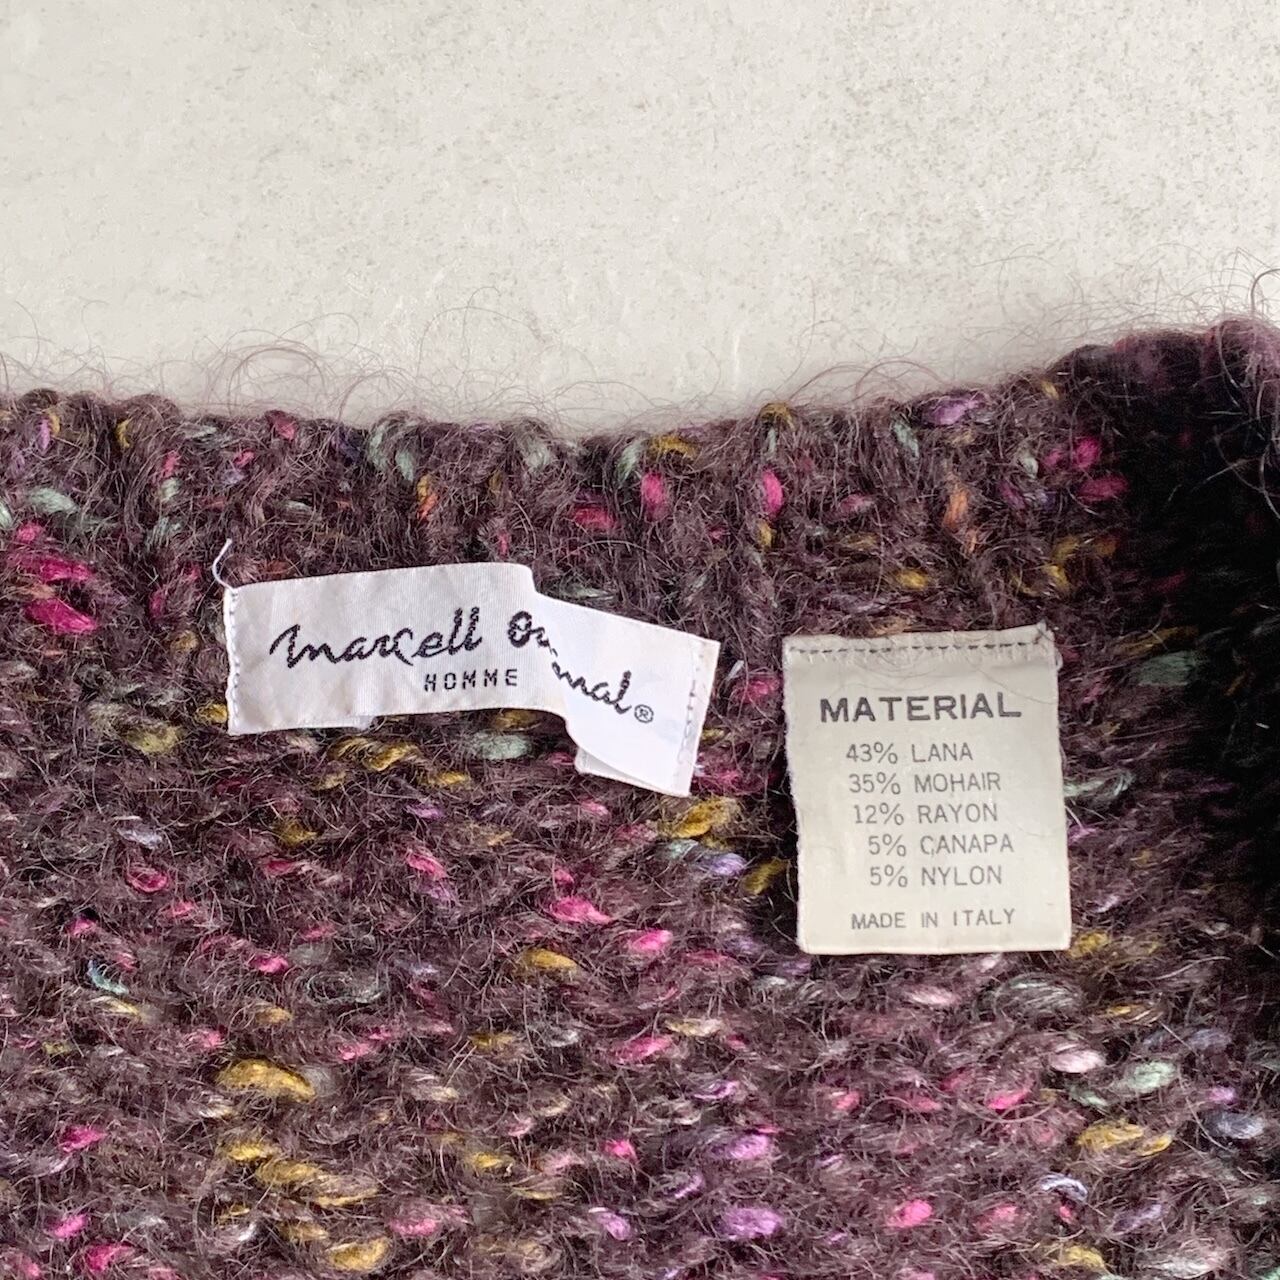 Marcell
HOMME
MATERIAL
43% LANA
35% MOHAIR
12% RAYON
5% CANAPA
5% NYLON
MADE IN ITALY